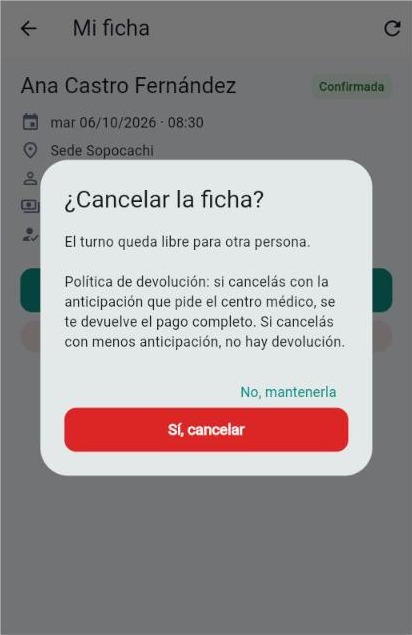 Mi ficha
Ana Castro Fernández
Confirmada
mar 06/10/2026 · 08:30
Sede Sopocachi
¿Cancelar la ficha?
El turno queda libre para otra persona.
Política de devolución: si cancelás con la
anticipación que pide el centro médico, se
te devuelve el pago completo. Si cancelás
con menos anticipación, no hay devolución.
No, mantenerla
Sí, cancelar